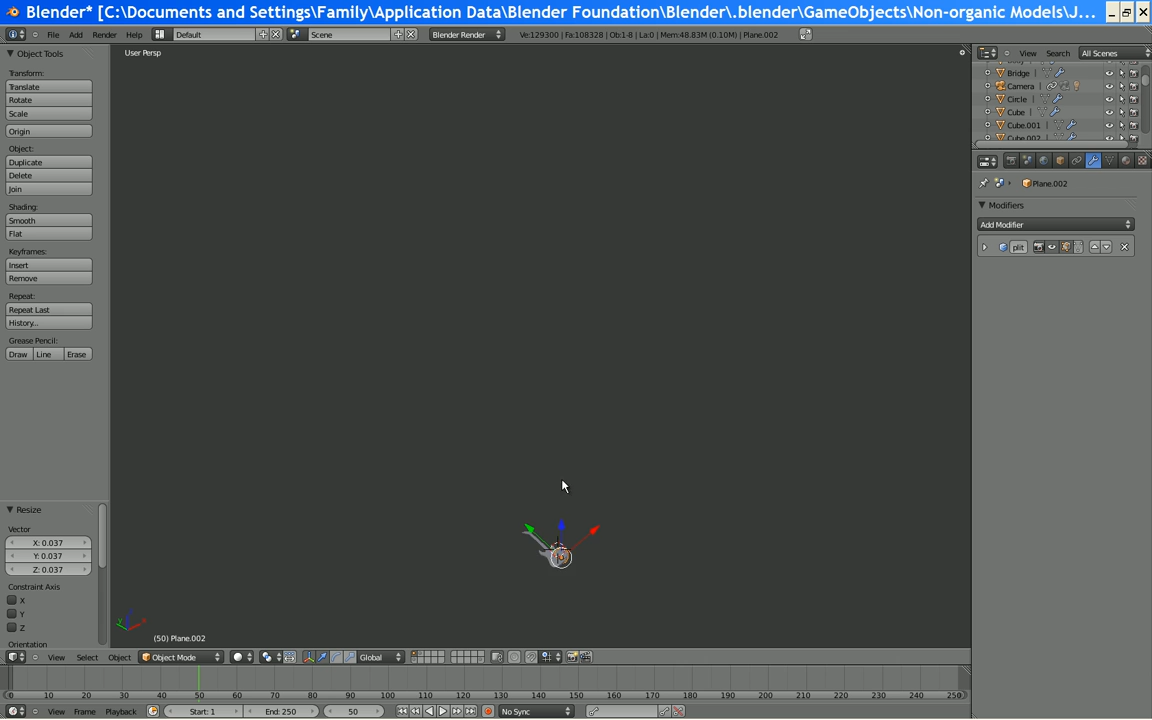 Blender* [C:\Documents and Settings\Family\Application Data\Blender Foundation\Blender\.blender\GameObjects\Non-organic Models\J...
File Add Render Help Default Scene Blender Render Ve:129300 | Fa:108328 | Ob:1-8 | La:0 | Mem:48.83M (0.10M) | Plane.002
Object Tools
User Persp
View Search All Scenes
Transform:
Translate
Rotate
Scale
Origin
Object:
Duplicate
Delete
Join
Shading:
Smooth
Flat
Keyframes:
Insert
Remove
Repeat:
Repeat Last
History...
Grease Pencil:
Draw Line Erase
Bridge
Camera
Circle
Cube
Cube.001
Cube.002
Plane.002
Modifiers
Add Modifier
plit
Resize
Vector
X: 0.037
Y: 0.037
Z: 0.037
Constraint Axis
X
Y
Z
Orientation
(50) Plane.002
View Select Object Object Mode Global
0 10 20 30 40 50 60 70 80 90 100 110 120 130 140 150 160 170 180 190 200 210 220 230 240 250
View Frame Playback Start: 1 End: 250 50 No Sync